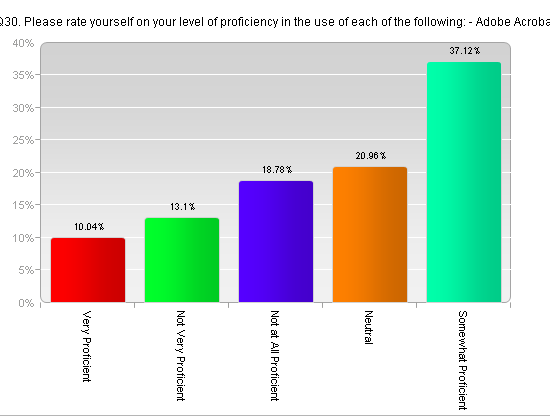 Q30. Please rate yourself on your level of proficiency in the use of each of the following: - Adobe Acroba
40%
35%
30%
25%
20%
15%
10%
5%
0%
10.04%
13.1%
18.78%
20.96%
37.12%
Very Proficient
Not Very Proficient
Not at All Proficient
Neutral
Somewhat Proficient